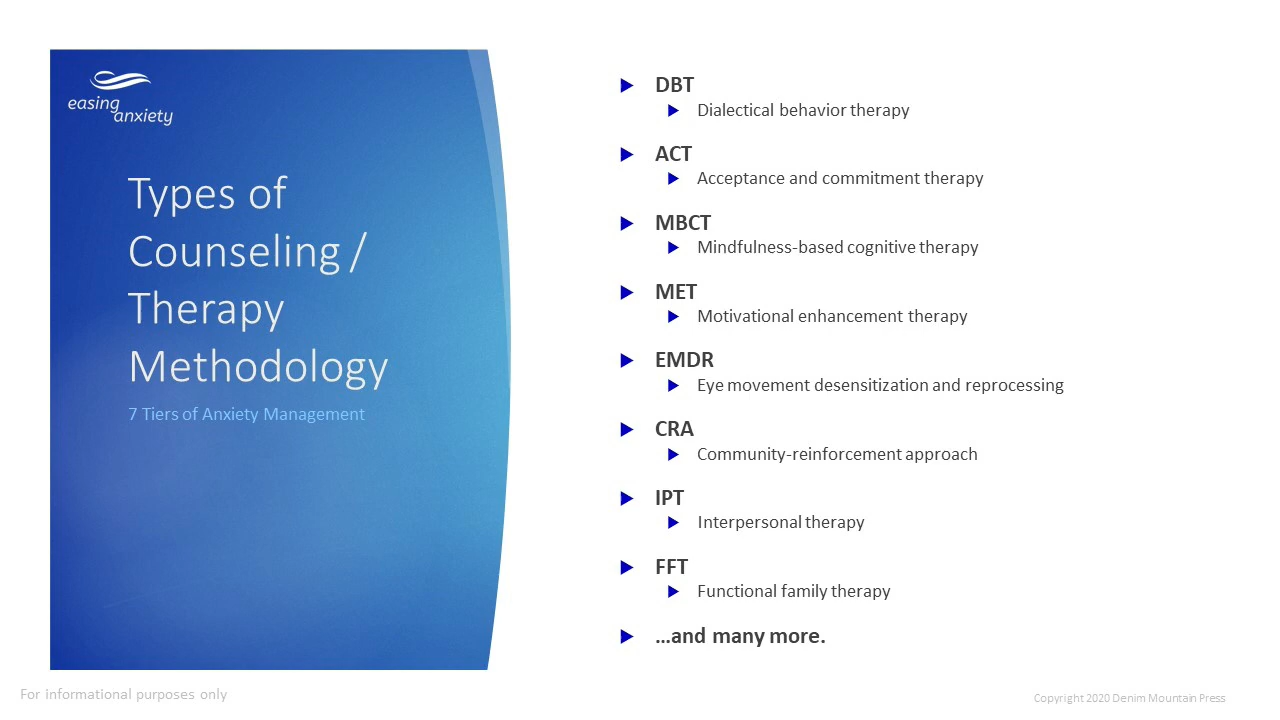 easing
anxiety
Types of
Counseling /
Therapy
Methodology
7 Tiers of Anxiety Management
DBT
Dialectical behavior therapy
ACT
Acceptance and commitment therapy
MBCT
Mindfulness-based cognitive therapy
MET
Motivational enhancement therapy
EMDR
Eye movement desensitization and reprocessing
CRA
Community-reinforcement approach
IPT
Interpersonal therapy
FFT
Functional family therapy
…and many more.
For informational purposes only
Copyright 2020 Denim Mountain Press